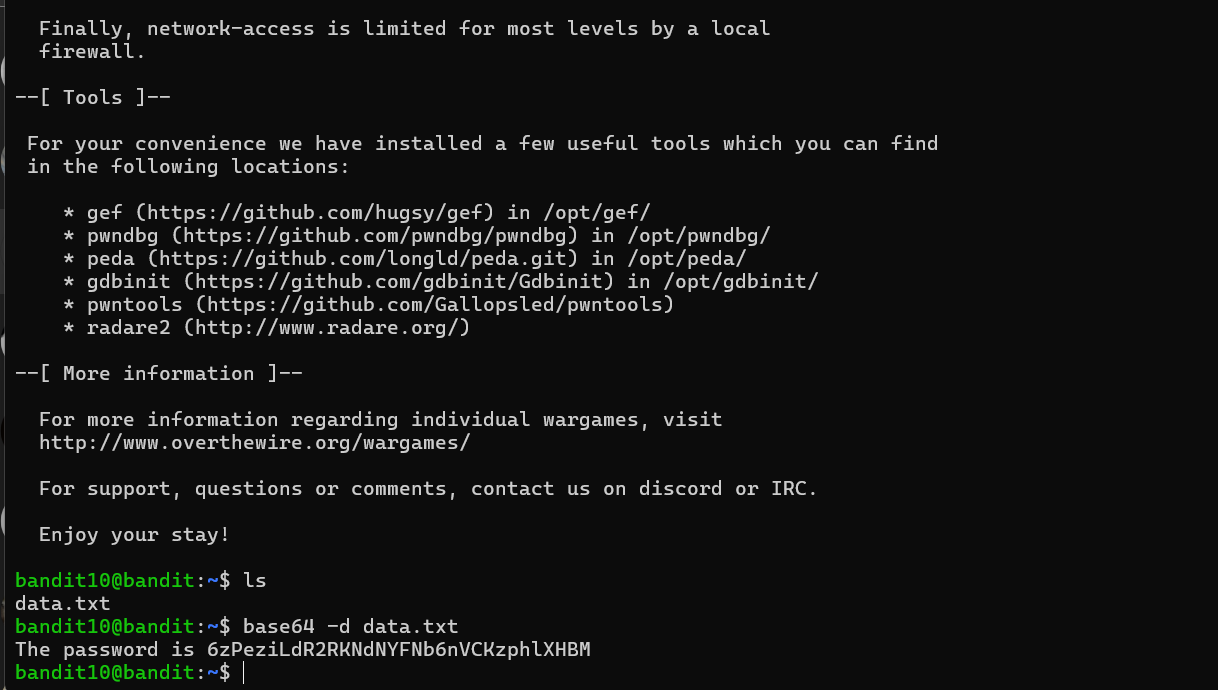 Finally, network-access is limited for most levels by a local
firewall.
--[ Tools ]--
For your convenience we have installed a few useful tools which you can find
in the following locations:
* gef (https://github.com/hugsy/gef) in /opt/gef/
* pwndbg (https://github.com/pwndbg/pwndbg) in /opt/pwndbg/
* peda (https://github.com/longld/peda.git) in /opt/peda/
* gdbinit (https://github.com/gdbinit/Gdbinit) in /opt/gdbinit/
* pwntools (https://github.com/Gallopsled/pwntools)
* radare2 (http://www.radare.org/)
--[ More information ]--
For more information regarding individual wargames, visit
http://www.overthewire.org/wargames/
For support, questions or comments, contact us on discord or IRC.
Enjoy your stay!
bandit10@bandit:~$ ls
data.txt
bandit10@bandit:~$ base64 -d data.txt
The password is 6zPeziLdR2RKNdNYFNb6nVCKzphlXHBM
bandit10@bandit:~$